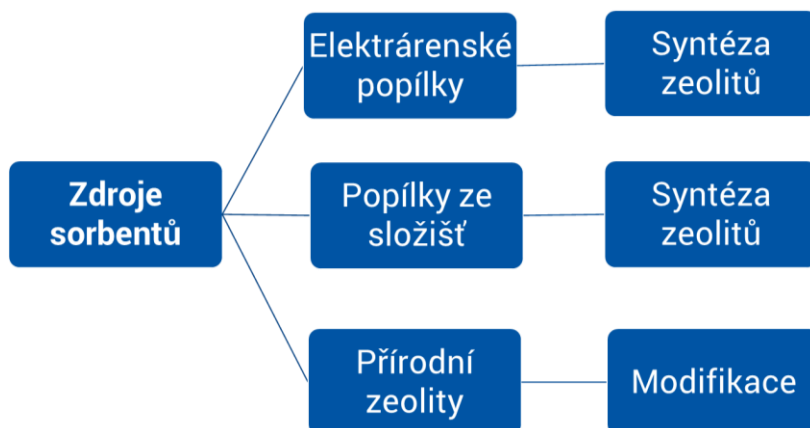 Elektrárenské
popílky
Syntéza
zeolitů
Zdroje
sorbentů
Popílky ze
složišť
Syntéza
zeolitů
Přírodní
zeolity
Modifikace